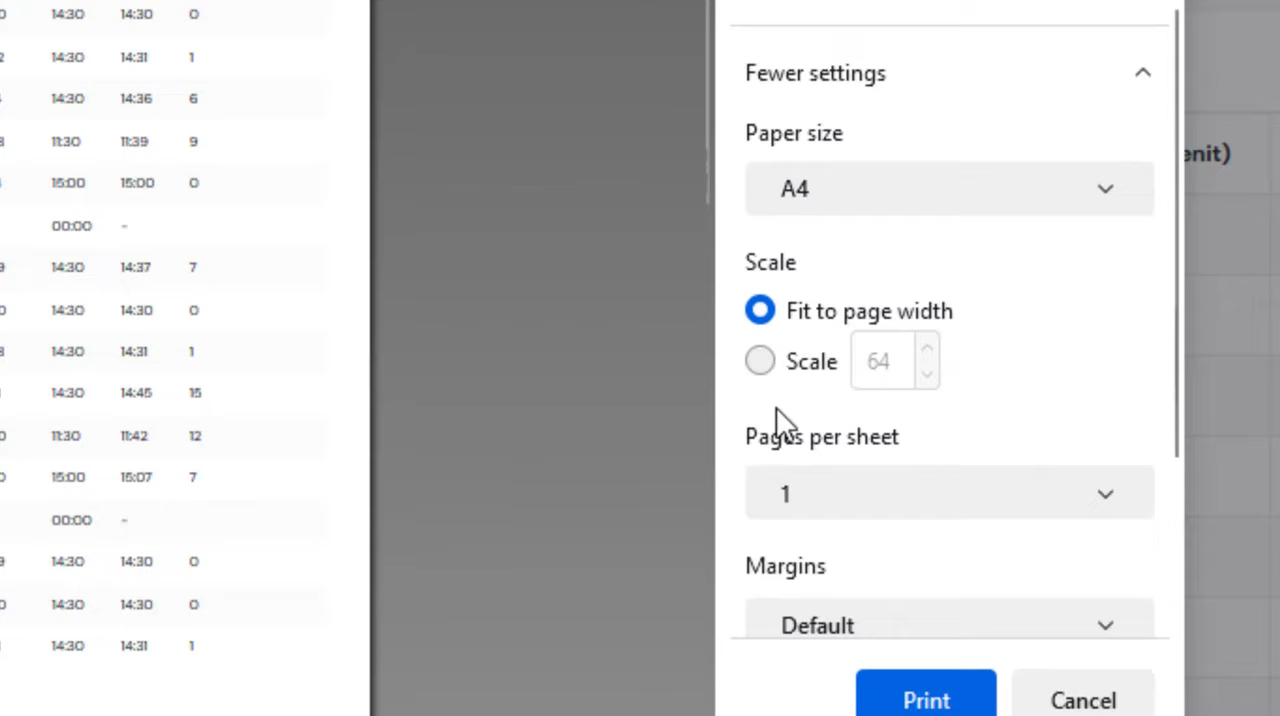 14:30 14:30 0
14:30 14:31 1
14:30 14:36 6
11:30 11:39 9
15:00 15:00 0
00:00 -
14:30 14:37 7
14:30 14:30 0
14:30 14:31 1
14:30 14:45 15
11:30 11:42 12
15:00 15:07 7
00:00 -
14:30 14:30 0
14:30 14:30 0
14:30 14:31 1
Fewer settings
Paper size
A4
Scale
Fit to page width
Scale 64
Pages per sheet
1
Margins
Default
Print Cancel
enit)